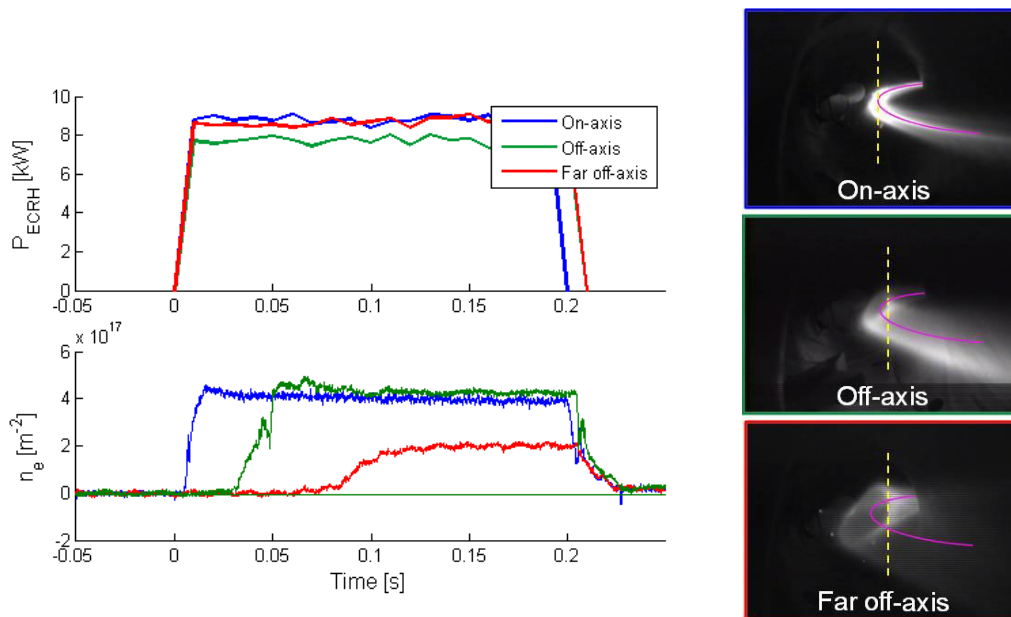 10
8
6
4
2
0
P_ECRH [kW]
On-axis
Off-axis
Far off-axis
-0.05
0
0.05
0.1
0.15
0.2
x 10^17
6
4
2
0
-2
n_e [m^-2]
-0.05
0
0.05
0.1
0.15
0.2
Time [s]
On-axis
Off-axis
Far off-axis